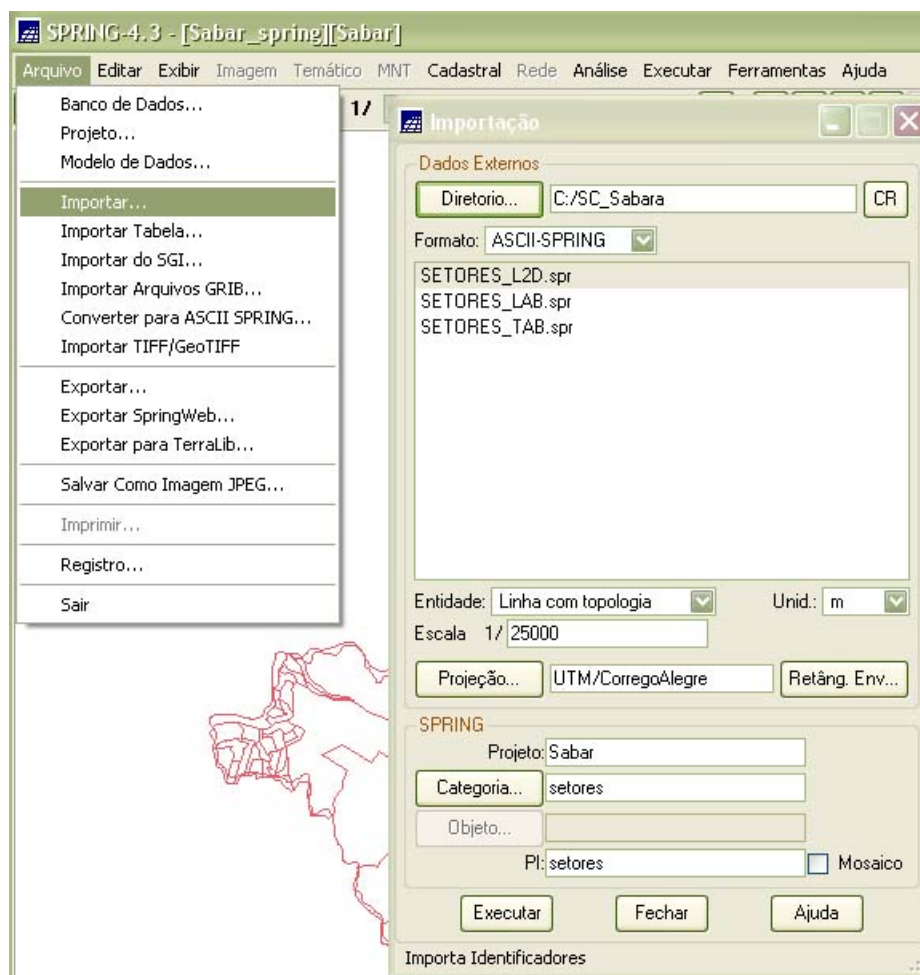 SPRING-4.3 - [Sabar_spring][Sabar]
Arquivo Editar Exibir Imagem Temático MNT Cadastral Rede Análise Executar Ferramentas Ajuda
1/
Banco de Dados...
Projeto...
Modelo de Dados...
Importar...
Importar Tabela...
Importar do SGI...
Importar Arquivos GRIB...
Converter para ASCII SPRING...
Importar TIFF/GeoTIFF
Exportar...
Exportar SpringWeb...
Exportar para TerraLib...
Salvar Como Imagem JPEG...
Imprimir...
Registro...
Sair
Importação
Dados Externos
Diretorio... C:/SC_Sabara CR
Formato: ASCII-SPRING
SETORES_L2D.spr
SETORES_LAB.spr
SETORES_TAB.spr
Entidade: Linha com topologia Unid.: m
Escala 1/ 25000
Projeção... UTM/CorregoAlegre Retâng. Env...
SPRING
Projeto: Sabar
Categoria... setores
Objeto...
PI: setores Mosaico
Executar Fechar Ajuda
Importa Identificadores